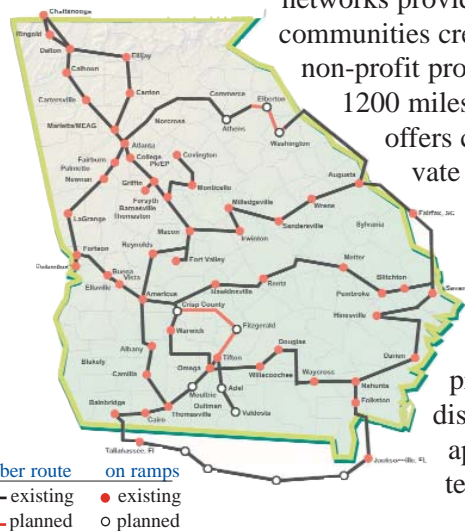 networks provid
communities cre
non-profit pro
1200 miles
offers c
vate
Chattanooga
Ringold
Dalton
Ellijay
Calhoun
Canton
Cartersville
Commerce
Elberton
Marietta/MEAG
Norcross
Athens
Atlanta
Washington
Fairburn
College
Pk/EP
Covington
Palmetto
Newnan
Griffin
Augusta
Monticello
Forsyth
Barnesville
Thomaston
Milledgeville
Wrens
Fairfax, SC
LaGrange
Sandersville
Sylvania
Macon
Irwinton
Fortson
Reynolds
Metter
Columbus
Fort Valley
Buena
Vista
Rentz
Blitchton
Ellaville
Americus
Hawkinsville
Pembroke
Savan
Crisp County
Hinesville
Warwick
Fitzgerald
Albany
Douglas
Tifton
Darien
Blakely
Omega
Camilla
Willacoochee
Waycross
Nahunta
Moultrie
Adel
Folkston
Bainbridge
Quitman
Cairo
Thomasville
Valdosta
Tallahassee, FL
Jacksonville, FL
p
dis
ap
te
ber route
on ramps
existing
existing
planned
planned